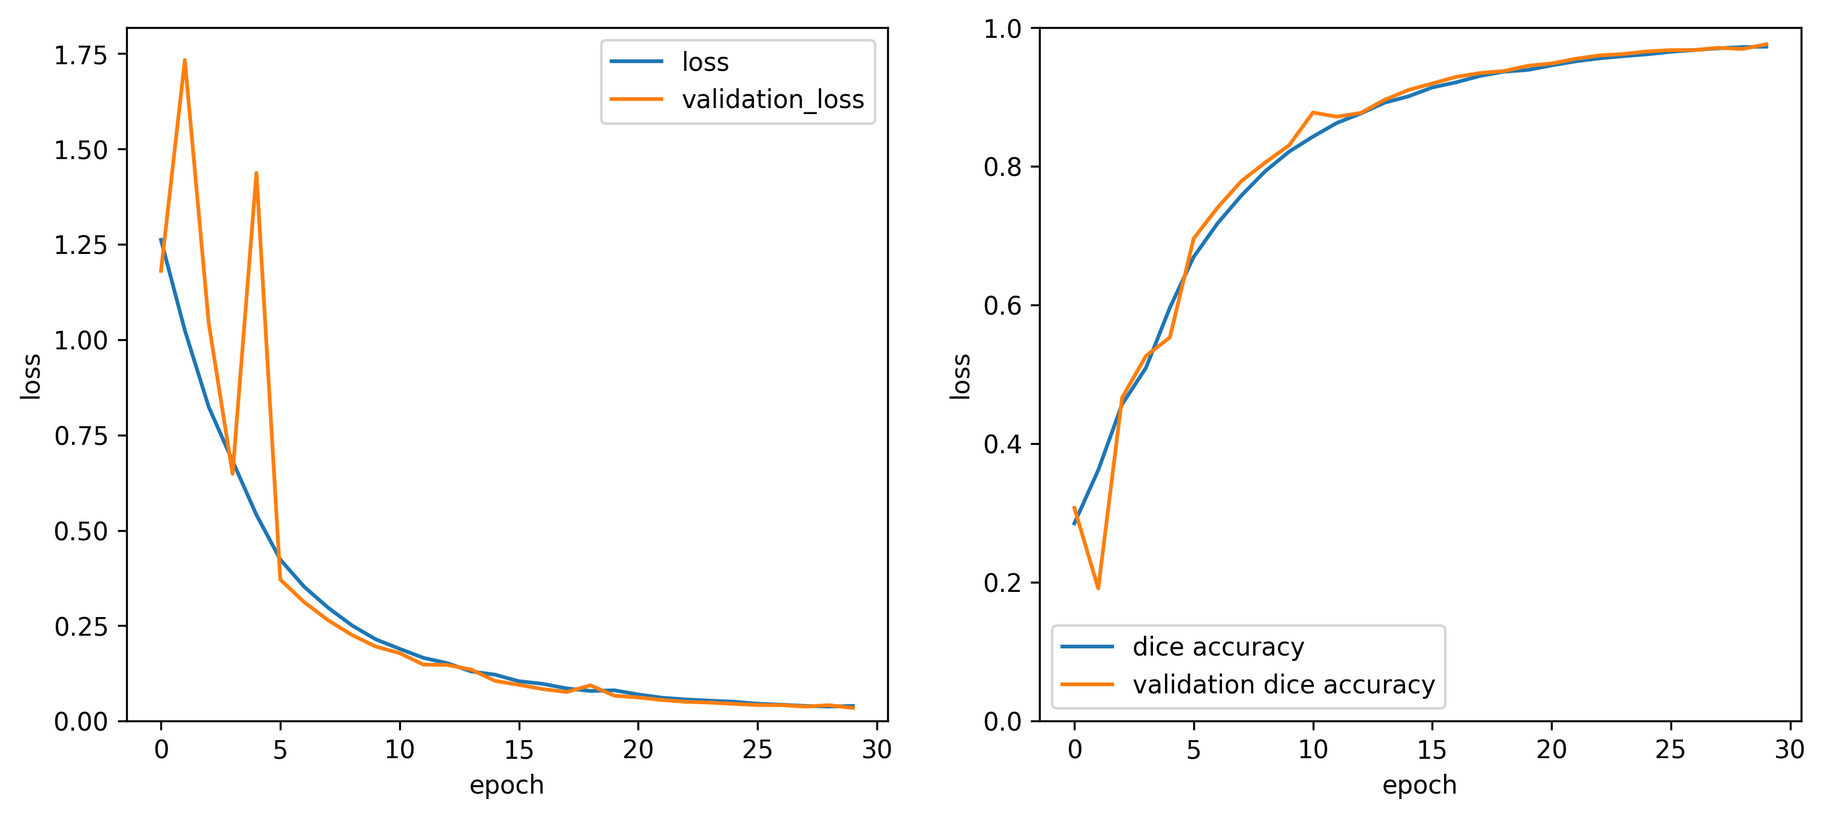 1.75
1.50
1.25
1.00
0.75
0.50
0.25
0.00
loss
loss
validation_loss
0 5 10 15 20 25 30
epoch
1.0
0.8
0.6
0.4
0.2
0.0
loss
dice accuracy
validation dice accuracy
0 5 10 15 20 25 30
epoch